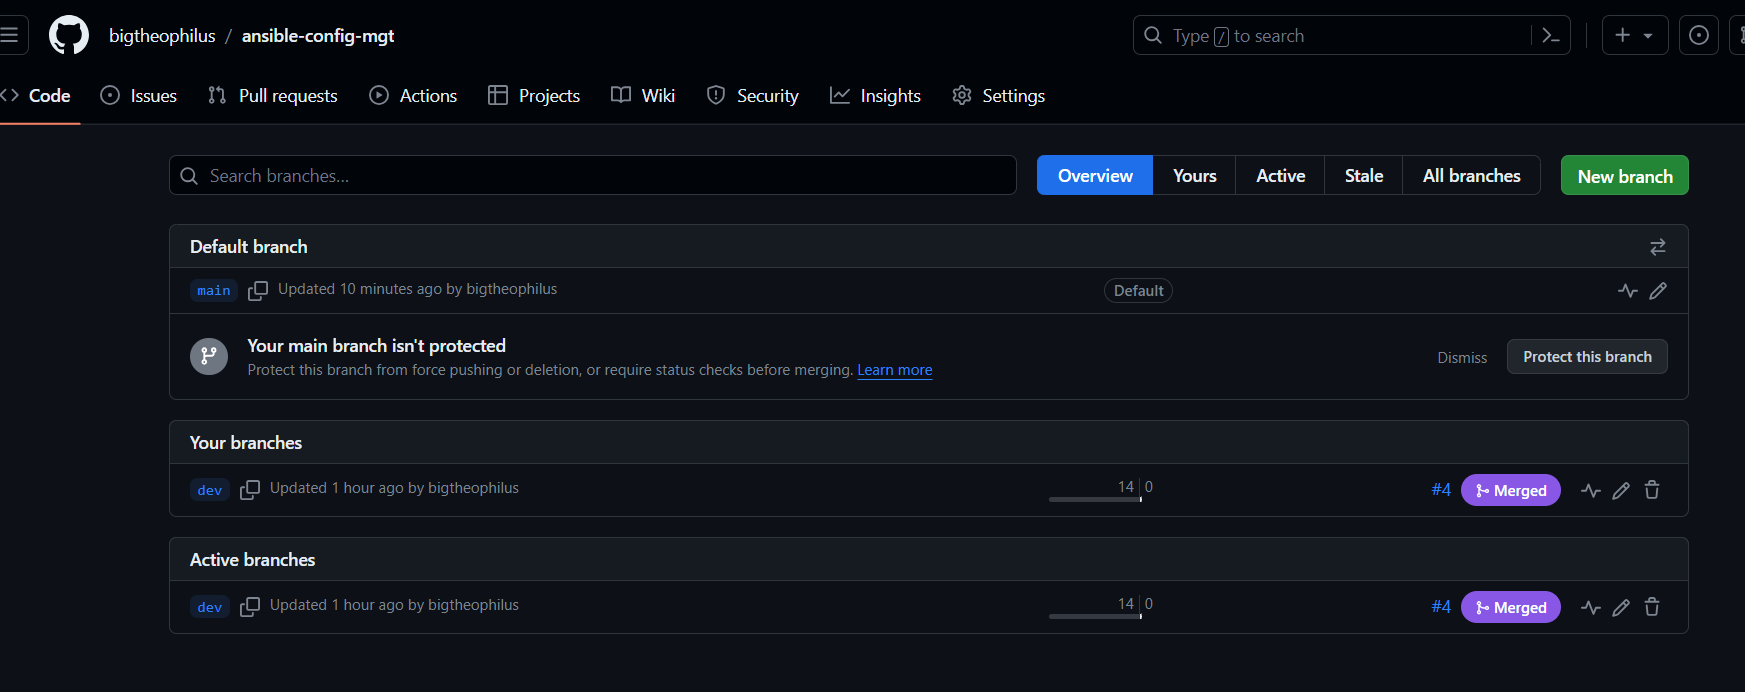 bigtheophilus / ansible-config-mgt
Type / to search
Code Issues Pull requests Actions Projects Wiki Security Insights Settings
Search branches...
Overview Yours Active Stale All branches New branch
Default branch
main Updated 10 minutes ago by bigtheophilus Default
Your main branch isn't protected
Protect this branch from force pushing or deletion, or require status checks before merging. Learn more
Dismiss Protect this branch
Your branches
dev Updated 1 hour ago by bigtheophilus 14 0 #4 Merged
Active branches
dev Updated 1 hour ago by bigtheophilus 14 0 #4 Merged